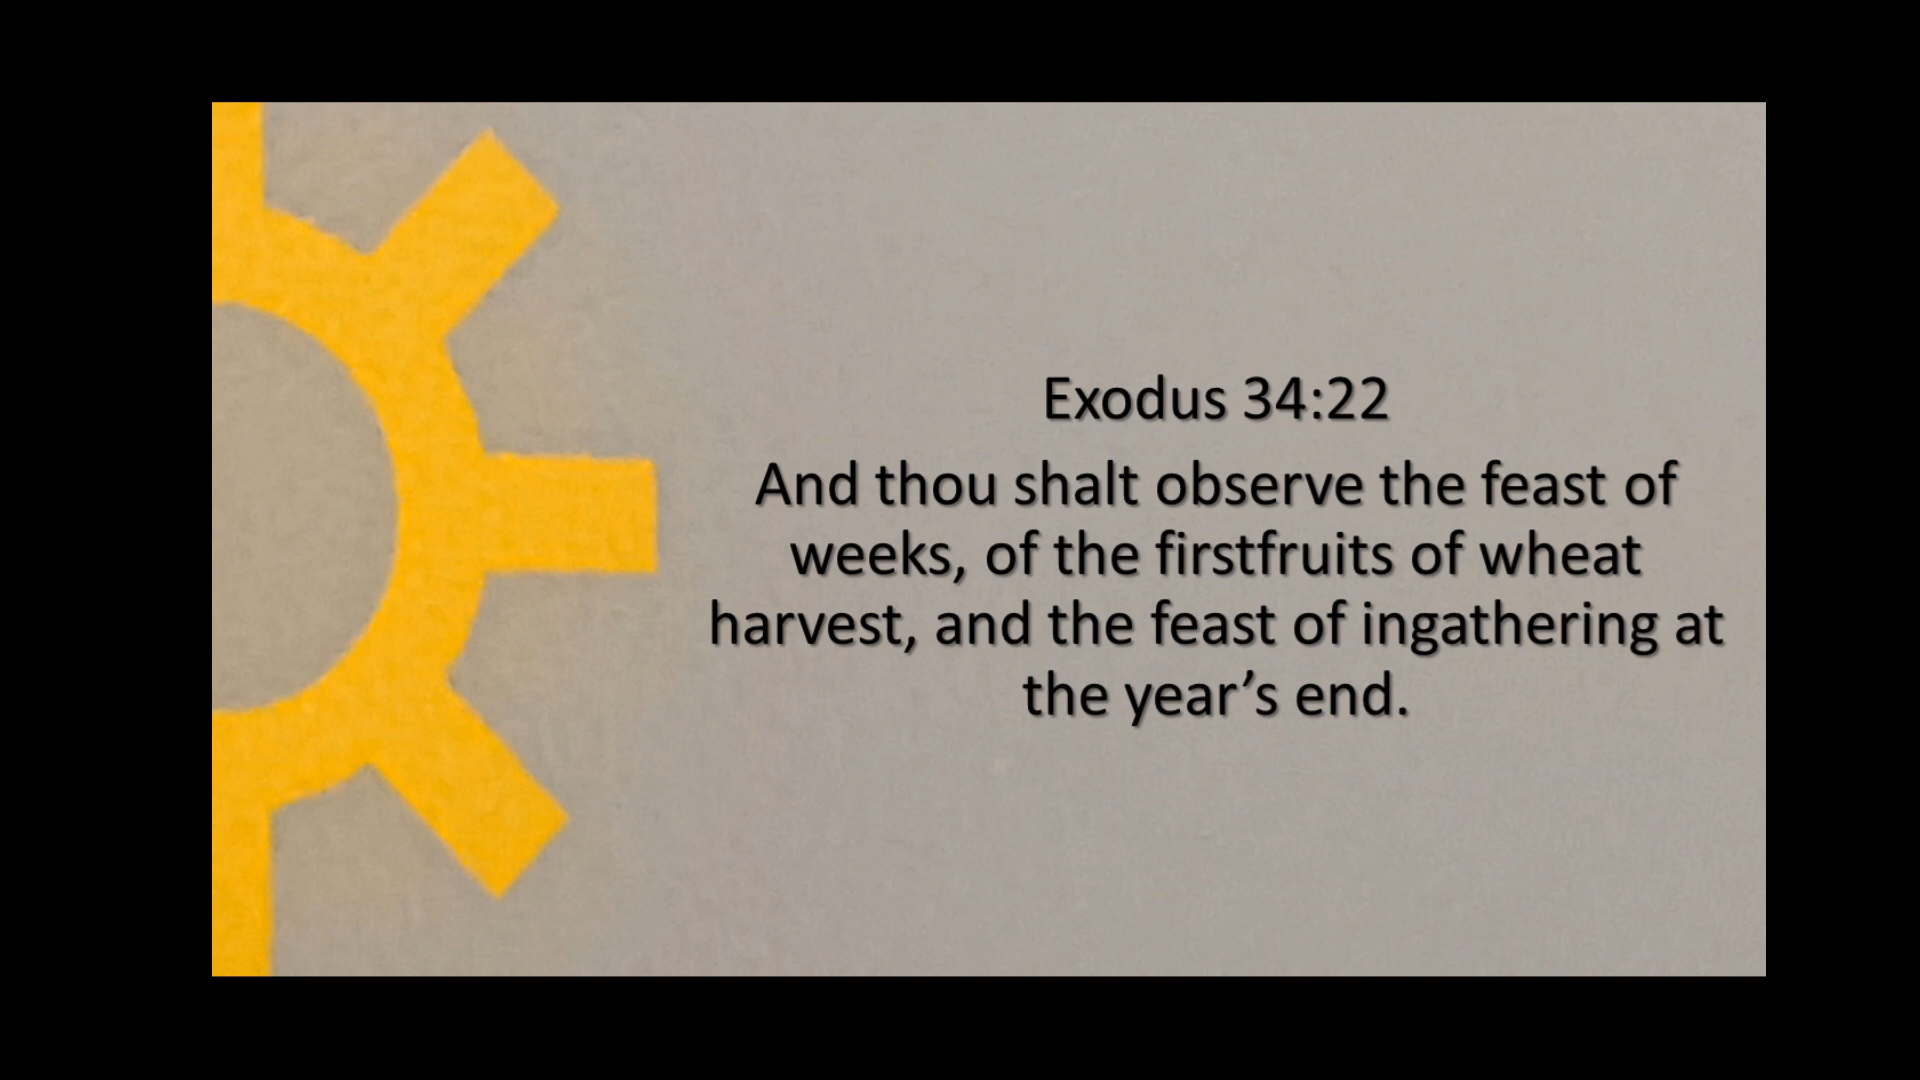 Exodus 34:22
And thou shalt observe the feast of
weeks, of the firstfruits of wheat
harvest, and the feast of ingathering at
the year’s end.